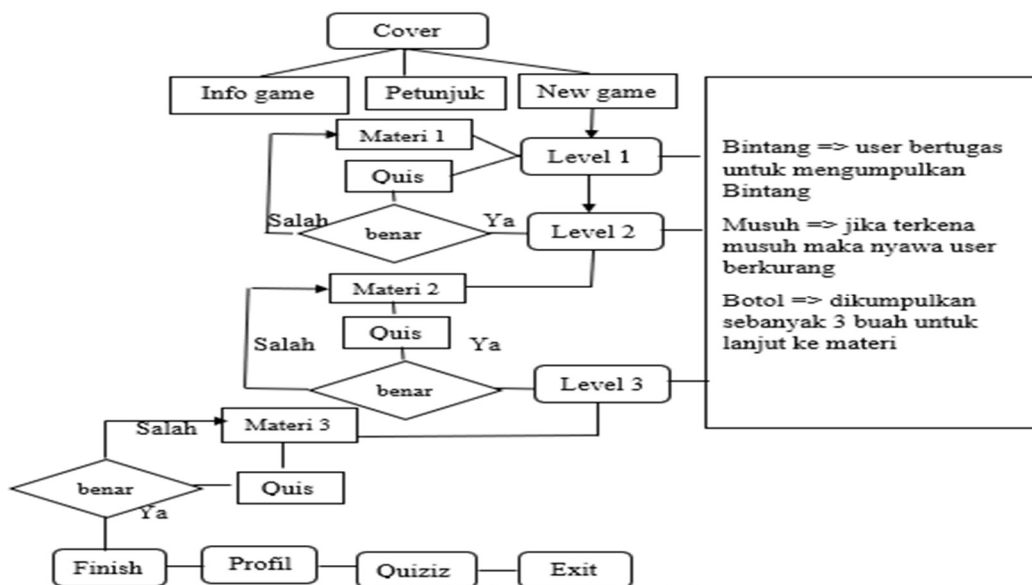 Cover
Info game
Petunjuk
New game
Materi 1
Level 1
Quis
Salah
benar
Ya
Level 2
Materi 2
Quis
Salah
Ya
benar
Level 3
Materi 3
Salah
benar
Quis
Ya
Finish
Profil
Quiziz
Exit
Bintang => user bertugas
untuk mengumpulkan
Bintang
Musuh => jika terkena
musuh maka nyawa user
berkurang
Botol => dikumpulkan
sebanyak 3 buah untuk
lanjut ke materi